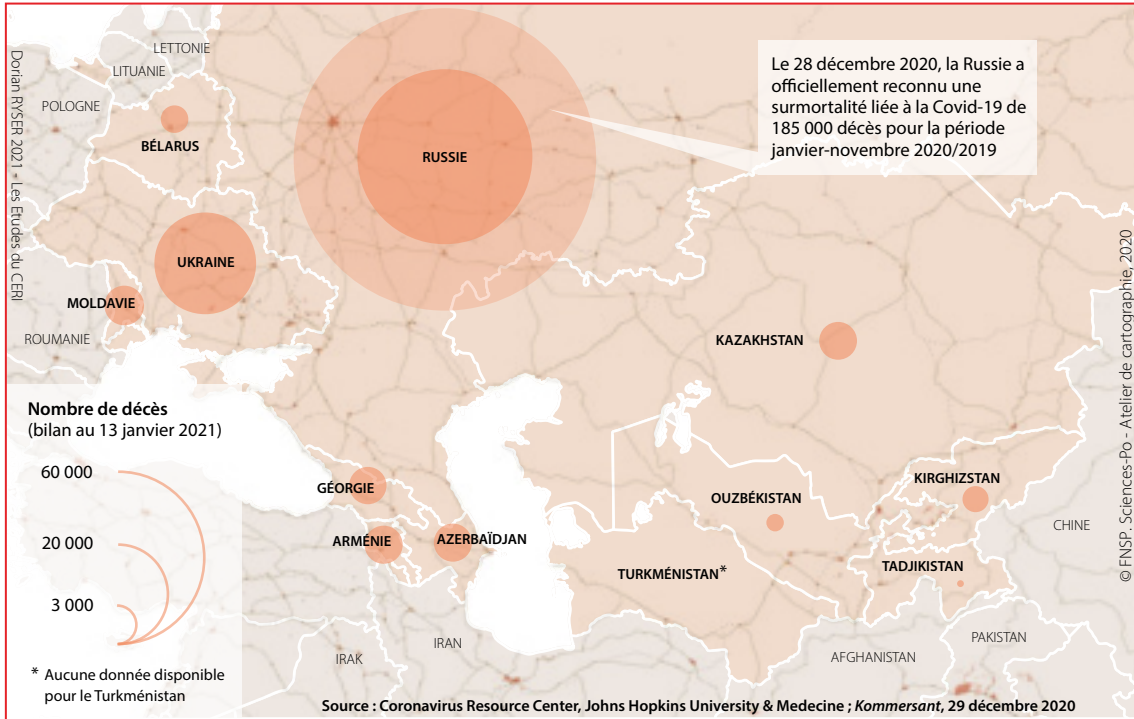 LETTONIE
LITUANIE
POLOGNE
BÉLARUS
RUSSIE
Le 28 décembre 2020, la Russie a
officiellement reconnu une
surmortalité liée à la Covid-19 de
185 000 décès pour la période
janvier-novembre 2020/2019
UKRAINE
MOLDAVIE
ROUMANIE
KAZAKHSTAN
Nombre de décès
(bilan au 13 janvier 2021)
60 000
20 000
3 000
* Aucune donnée disponible
pour le Turkménistan
GÉORGIE
ARMÉNIE
AZERBAÏDJAN
OUZBÉKISTAN
KIRGHIZSTAN
CHINE
TURKMÉNISTAN*
TADJIKISTAN
IRAK
IRAN
AFGHANISTAN
PAKISTAN
Source : Coronavirus Resource Center, Johns Hopkins University & Medecine ; Kommersant, 29 décembre 2020
Dorian RYSER 2021 - Les Etudes du CERI
© FNSP. Sciences-Po - Atelier de cartographie, 2020